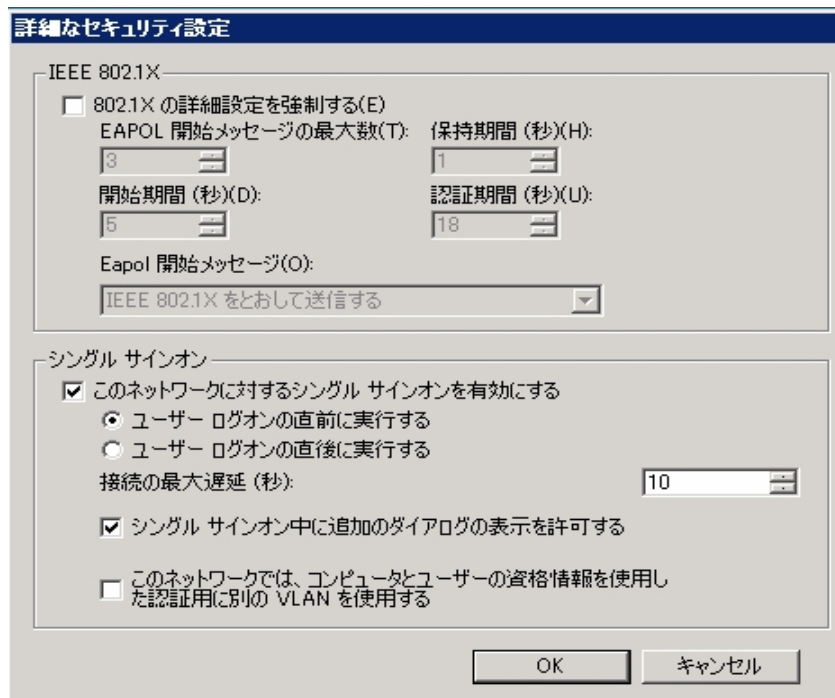 詳細なセキュリティ設定
IEEE 802.1X
802.1X の詳細設定を強制する(E)
EAPOL 開始メッセージの最大数(T): 保持期間 (秒)(H):
3 1
開始期間 (秒)(D): 認証期間 (秒)(U):
5 18
Eapol 開始メッセージ(O):
IEEE 802.1X をとおして送信する
シングル サインオン
このネットワークに対するシングル サインオンを有効にする
ユーザー ログオンの直前に実行する
ユーザー ログオンの直後に実行する
接続の最大遅延 (秒): 10
シングル サインオン中に追加のダイアログの表示を許可する
このネットワークでは、コンピュータとユーザーの資格情報を使用し
た認証用に別の VLAN を使用する
OK キャンセル